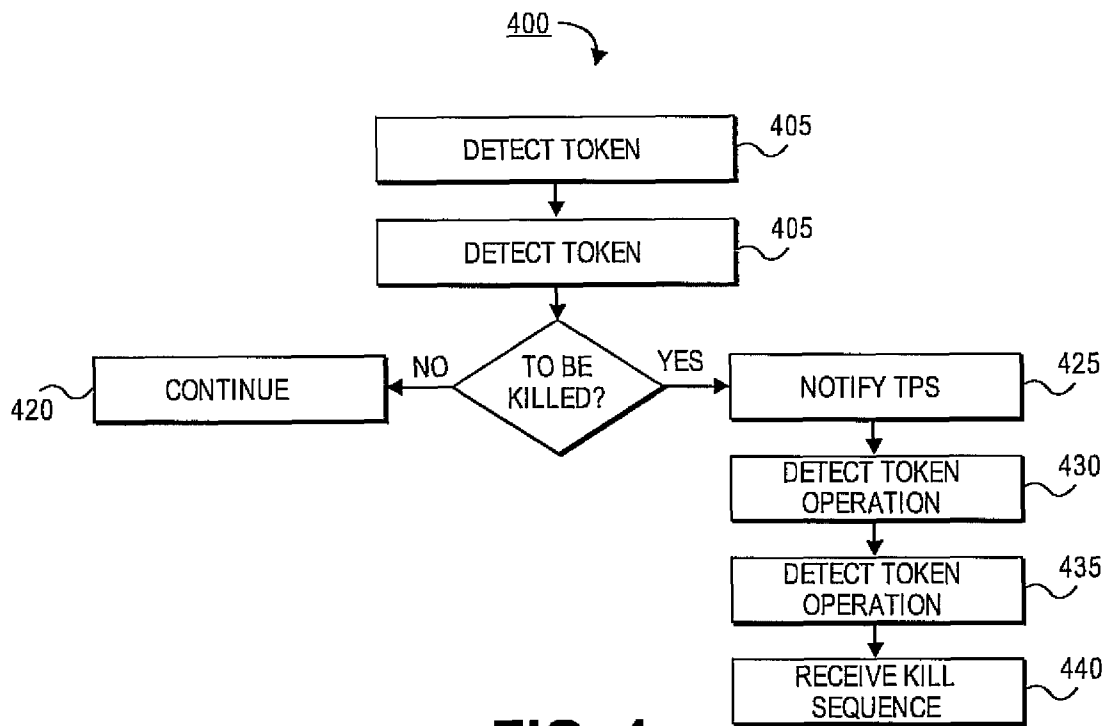 400
DETECT TOKEN
405
DETECT TOKEN
405
TO BE
KILLED?
NO
YES
CONTINUE
420
NOTIFY TPS
425
DETECT TOKEN
OPERATION
430
DETECT TOKEN
OPERATION
435
RECEIVE KILL
SEQUENCE
440